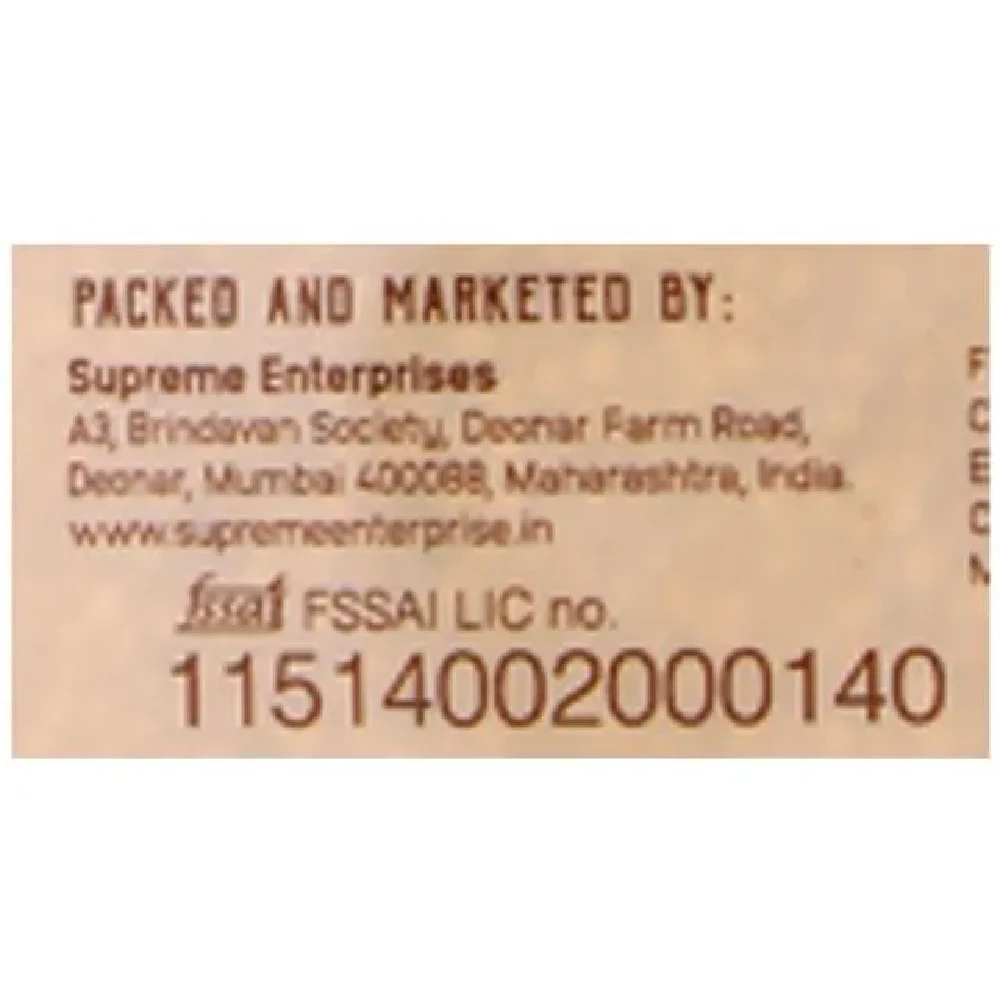 PACKED AND MARKETED BY:
Supreme Enterprises
A3, Brindavan Society, Deonar Farm Road,
Deonar, Mumbai 400088, Maharashtra, India.
www.supremeenterprise.in
fssai FSSAI LIC no.
11514002000140
F
C
E
C
M